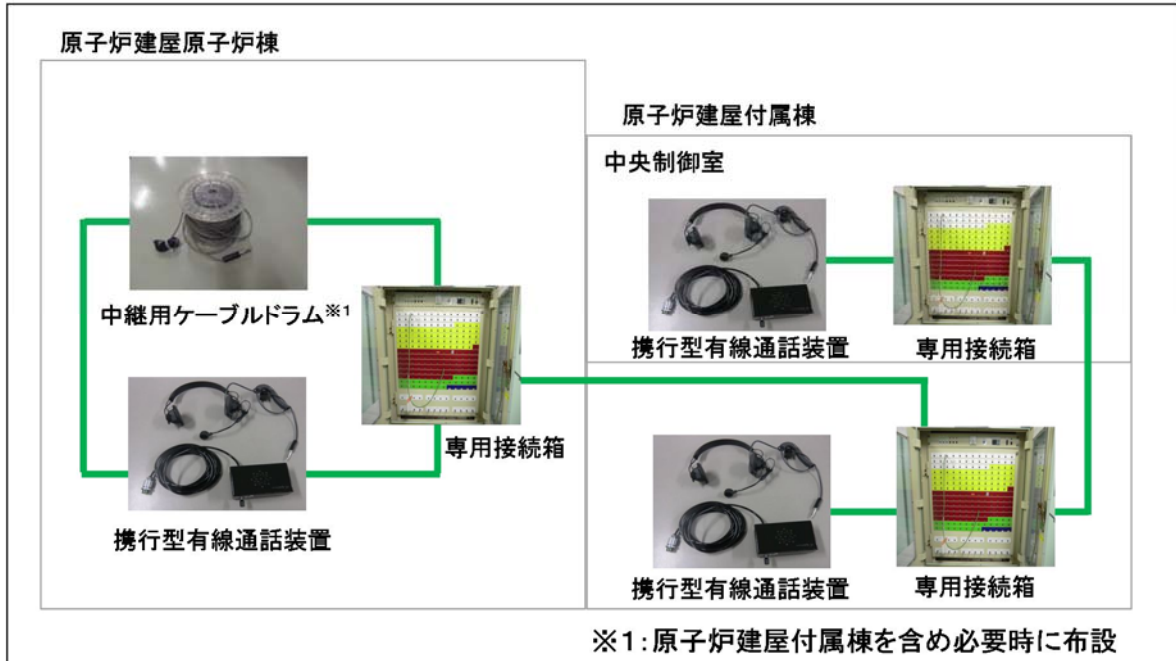 原子炉建屋原子炉棟
原子炉建屋付属棟
中央制御室
中継用ケーブルドラム※1
携行型有線通話装置
専用接続箱
携行型有線通話装置
専用接続箱
携行型有線通話装置
専用接続箱
※1:原子炉建屋付属棟を含め必要時に布設